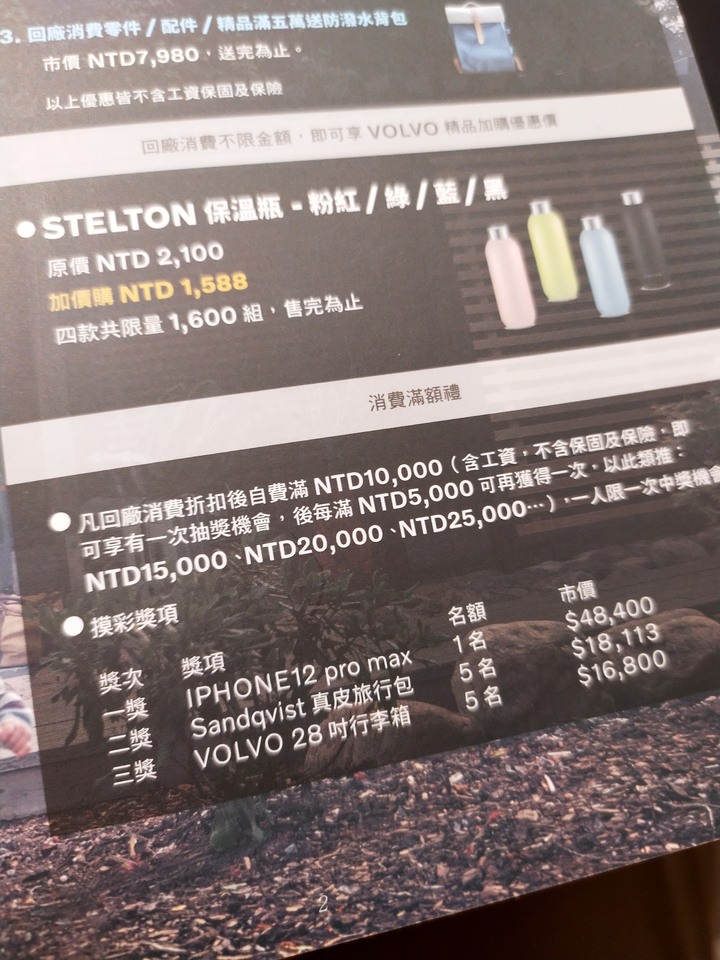 3. 回廠消費零件 / 配件 / 精品滿五萬送防潑水背包
市價 NTD7,980，送完為止。
以上優惠皆不含工資保固及保險
回廠消費不限金額，即可享 VOLVO 精品加購優惠價
●STELTON 保溫瓶 - 粉紅 / 綠 / 藍 / 黑
原價 NTD 2,100
加價購 NTD 1,588
四款共限量 1,600 組，售完為止
消費滿額禮
● 凡回廠消費折扣後自費滿 NTD10,000（含工資，不含保固及保險，即
可享有一次抽獎機會，後每滿 NTD5,000 可再獲得一次，以此類推：
NTD15,000、NTD20,000、NTD25,000…），一人限一次中獎機會
● 摸彩獎項
獎次 獎項 名額 市價
一獎 IPHONE12 pro max 1 名 $48,400
二獎 Sandqvist 真皮旅行包 5 名 $18,113
三獎 VOLVO 28 吋行李箱 5 名 $16,800
2